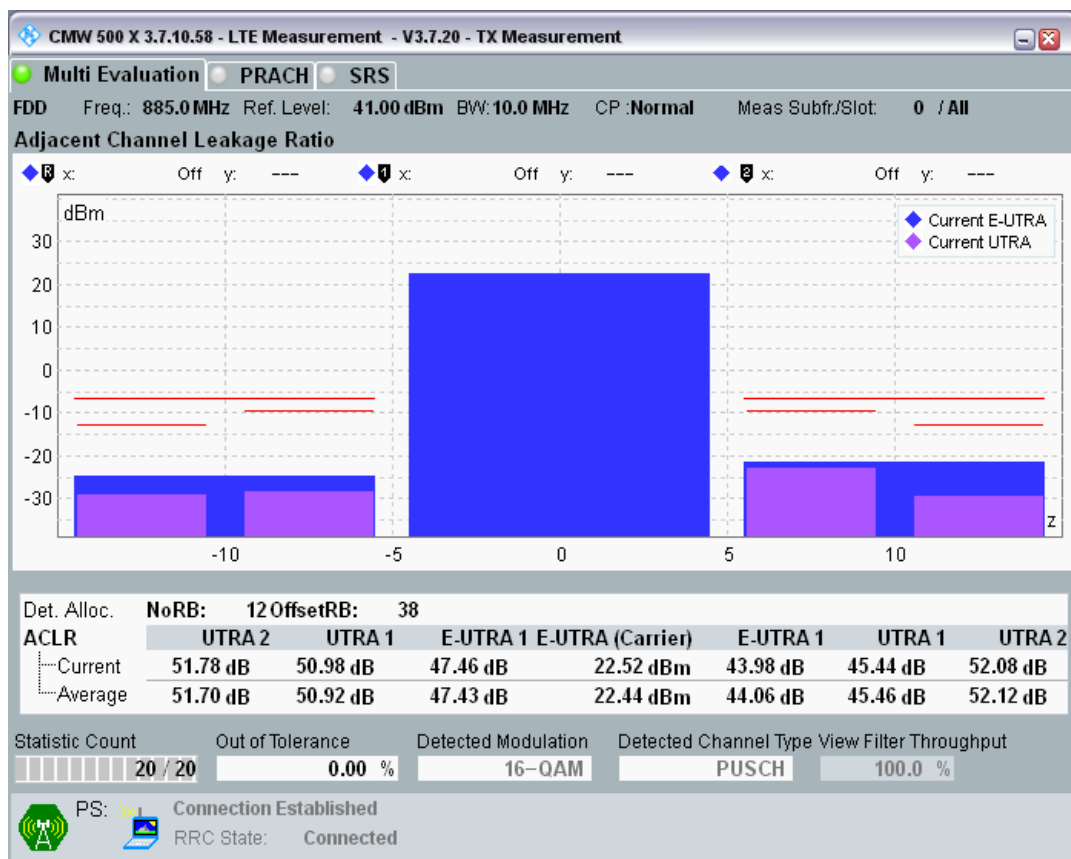 CMW 500 X 3.7.10.58 - LTE Measurement - V3.7.20 - TX Measurement
Multi Evaluation PRACH SRS
FDD Freq.: 885.0 MHz Ref. Level: 41.00 dBm BW: 10.0 MHz CP :Normal Meas Subfr./Slot: 0 / All
Adjacent Channel Leakage Ratio
R x: Off y: --- 1 x: Off y: --- 2 x: Off y: ---
dBm
Current E-UTRA
Current UTRA
30
20
10
0
-10
-20
-30
z
-10 -5 0 5 10
Det. Alloc. NoRB: 12 OffsetRB: 38
ACLR UTRA 2 UTRA 1 E-UTRA 1 E-UTRA (Carrier) E-UTRA 1 UTRA 1 UTRA 2
Current 51.78 dB 50.98 dB 47.46 dB 22.52 dBm 43.98 dB 45.44 dB 52.08 dB
Average 51.70 dB 50.92 dB 47.43 dB 22.44 dBm 44.06 dB 45.46 dB 52.12 dB
Statistic Count Out of Tolerance Detected Modulation Detected Channel Type View Filter Throughput
20 / 20 0.00 % 16-QAM PUSCH 100.0 %
PS: Connection Established
RRC State: Connected